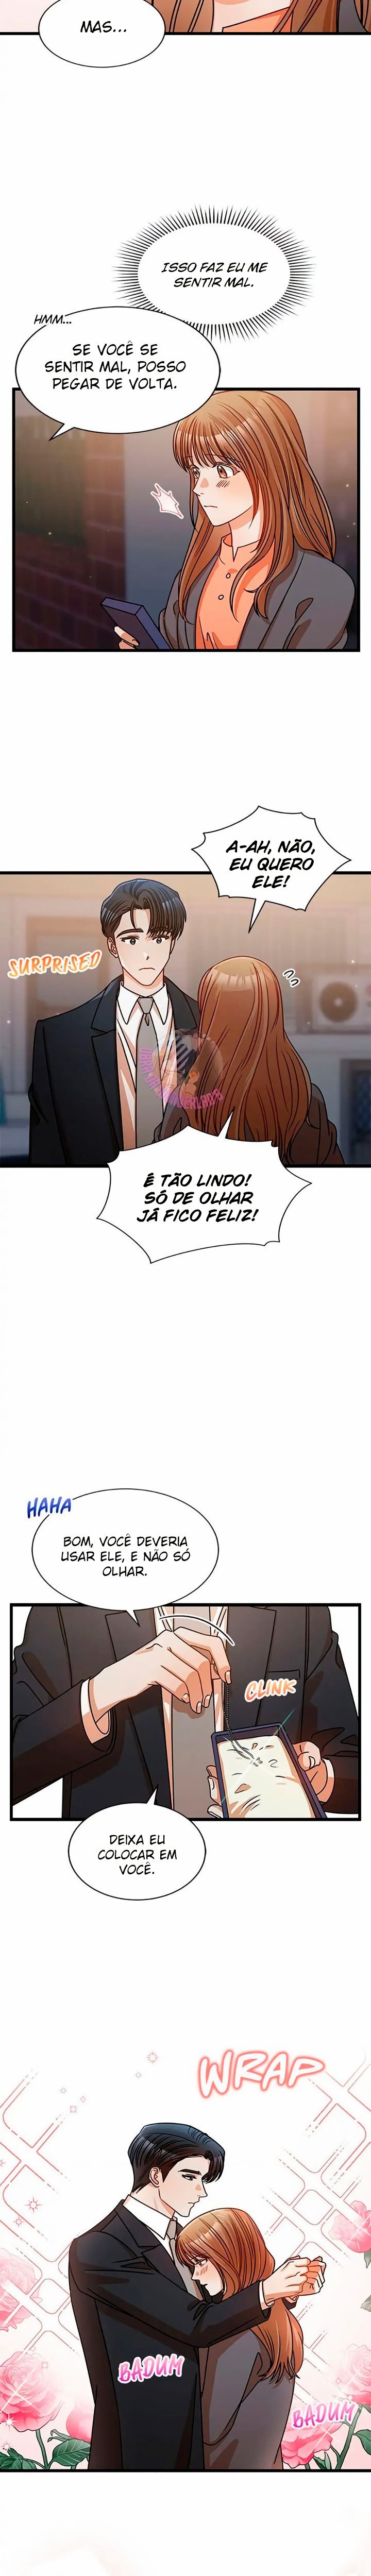 MAS...
ISSO FAZ EU ME
SENTIR MAL.
HMM...
SE VOCÊ SE
SENTIR MAL, POSSO
PEGAR DE VOLTA.
A-AH, NÃO,
EU QUERO
ELE!
SURPRISED
É TÃO LINDO!
SÓ DE OLHAR
JÁ FICO FELIZ!
HAHA
BOM, VOCÊ DEVERIA
USAR ELE, E NÃO SÓ
OLHAR.
CLINK
DEIXA EU
COLOCAR EM
VOCÊ.
WRAP
BADUM
BADUM